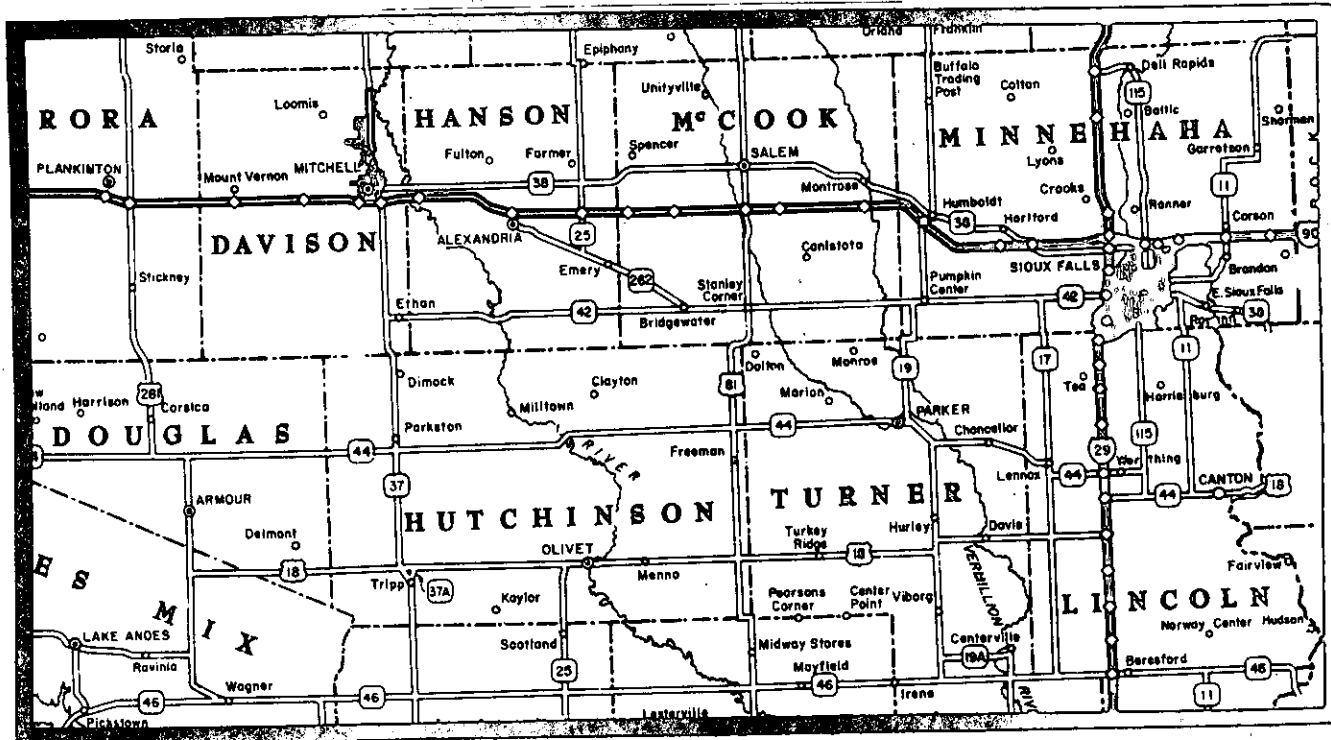 Storla
Epiphany
Orland
Franklin
Unityville
Buffalo
Trading
Post
Colton
Dell Rapids
115
Baltic
Loomis
RORA
HANSON
Mc COOK
MINNEHAHA
Sherman
Garretson
PLANKINTON
Mount Vernon
MITCHELL
Fulton
Farmer
Spencer
SALEM
Lyons
38
Montrose
Crooks
11
Humboldt
38
Hartford
Renner
Corson
90
DAVISON
ALEXANDRIA
25
Canistota
SIOUX FALLS
Brandon
Stickney
Emery
262
Stanley
Corner
Pumpkin
Center
E. Sioux Falls
38
Ethan
42
Bridgewater
42
Dimock
Clayton
Dolton
Monroe
17
11
281
Harrison
Corsica
Milltown
81
Marion
19
Tea
Harrisburg
DOUGLAS
Parkston
PARKER
44
RIVER
44
Chancellor
115
Freeman
29
Lennox
44
Worthing
CANTON
18
44
ARMOUR
37
HUTCHINSON
TURNER
Delmont
Turkey
Ridge
Hurley
Davis
OLIVET
18
18
Menno
VERMILLION
Fairview
ES MIX
Tripp
37A
Kaylor
Pearsons
Corner
Center
Point
Viborg
LINCOLN
LAKE ANDES
Scotland
Midway Stores
Centerville
Norway Center
Hudson
Ravinia
25
Mayfield
19A
Beresford
46
46
Wagner
46
46
Irene
11
Pickstown
Lesterville
RIV